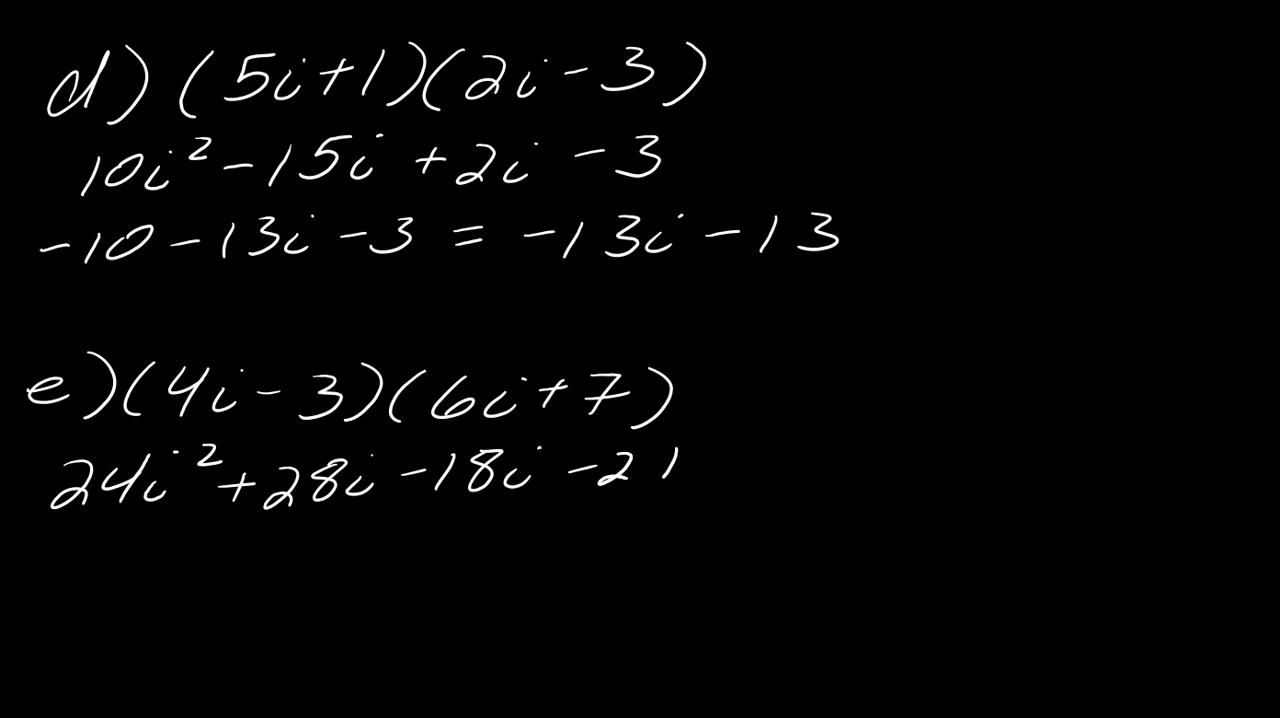 d) (5i+1)(2i-3)
10i² - 15i + 2i - 3
-10 - 13i - 3 = -13i - 13
e) (4i-3)(6i+7)
24i² + 28i - 18i - 21